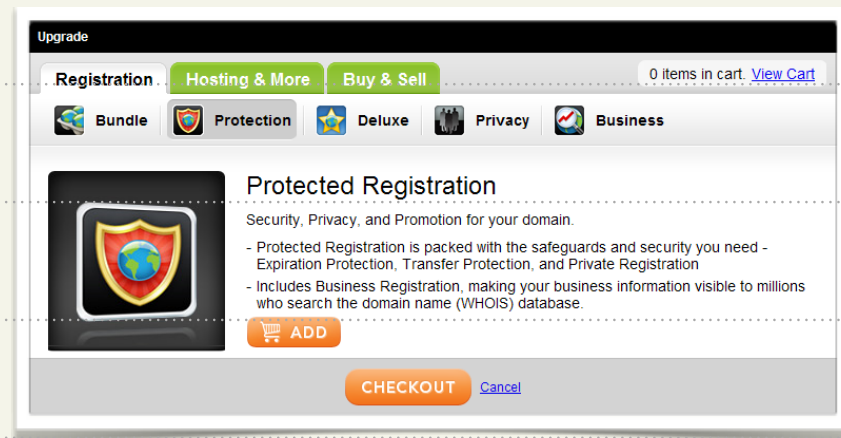 Upgrade
Registration Hosting & More Buy & Sell 0 items in cart. View Cart
Bundle Protection Deluxe Privacy Business
Protected Registration
Security, Privacy, and Promotion for your domain.
- Protected Registration is packed with the safeguards and security you need -
Expiration Protection, Transfer Protection, and Private Registration
- Includes Business Registration, making your business information visible to millions
who search the domain name (WHOIS) database.
ADD
CHECKOUT Cancel